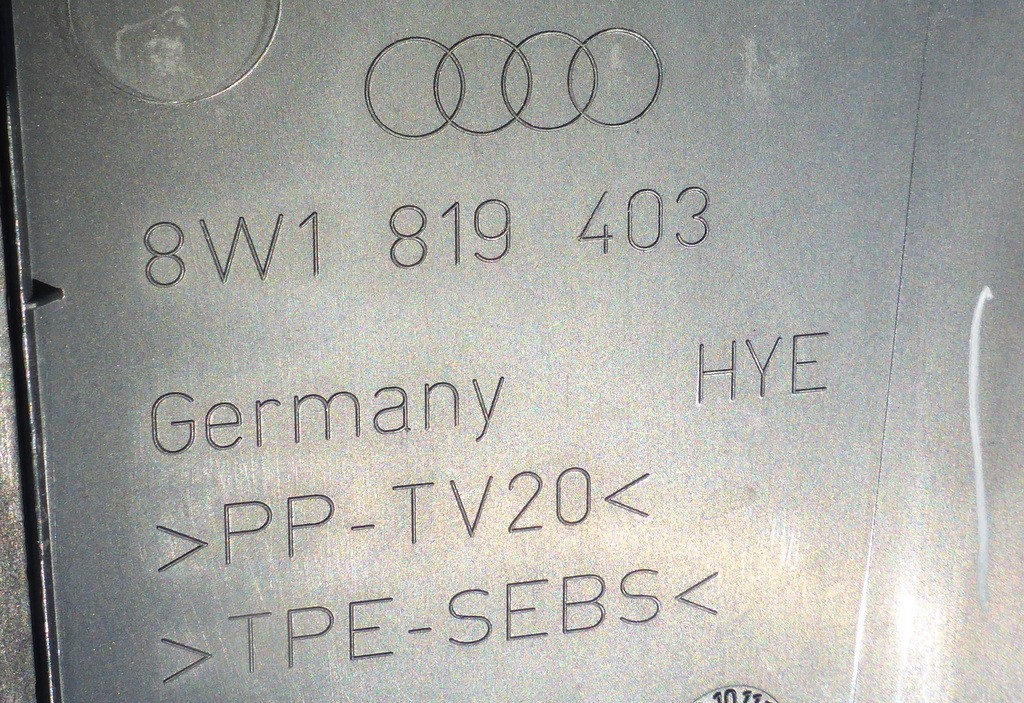 8W1 819 403
HYE
Germany
>PP-TV20<
>TPE-SEBS<